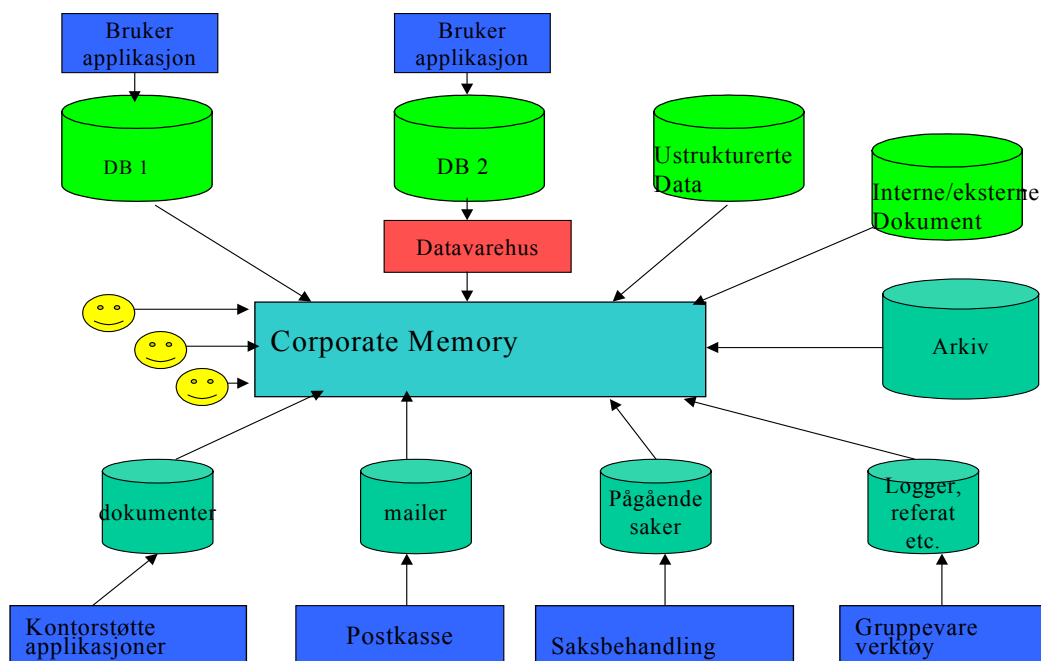 Bruker
applikasjon
Bruker
applikasjon
DB 1
DB 2
Ustrukturerte
Data
Interne/eksterne
Dokument
Datavarehus
Corporate Memory
Arkiv
dokumenter
mailer
Pågående
saker
Logger,
referat
etc.
Kontorstøtte
applikasjoner
Postkasse
Saksbehandling
Gruppevare
verktøy